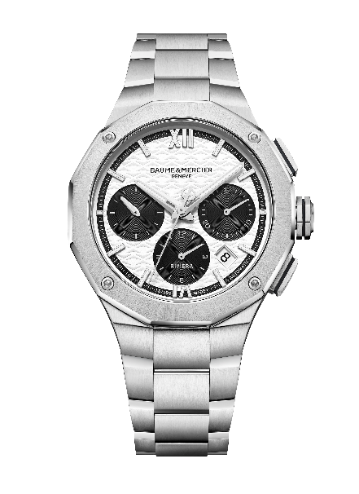 XII
BAUME & MERCIER
GENEVE
RIVIERA
8